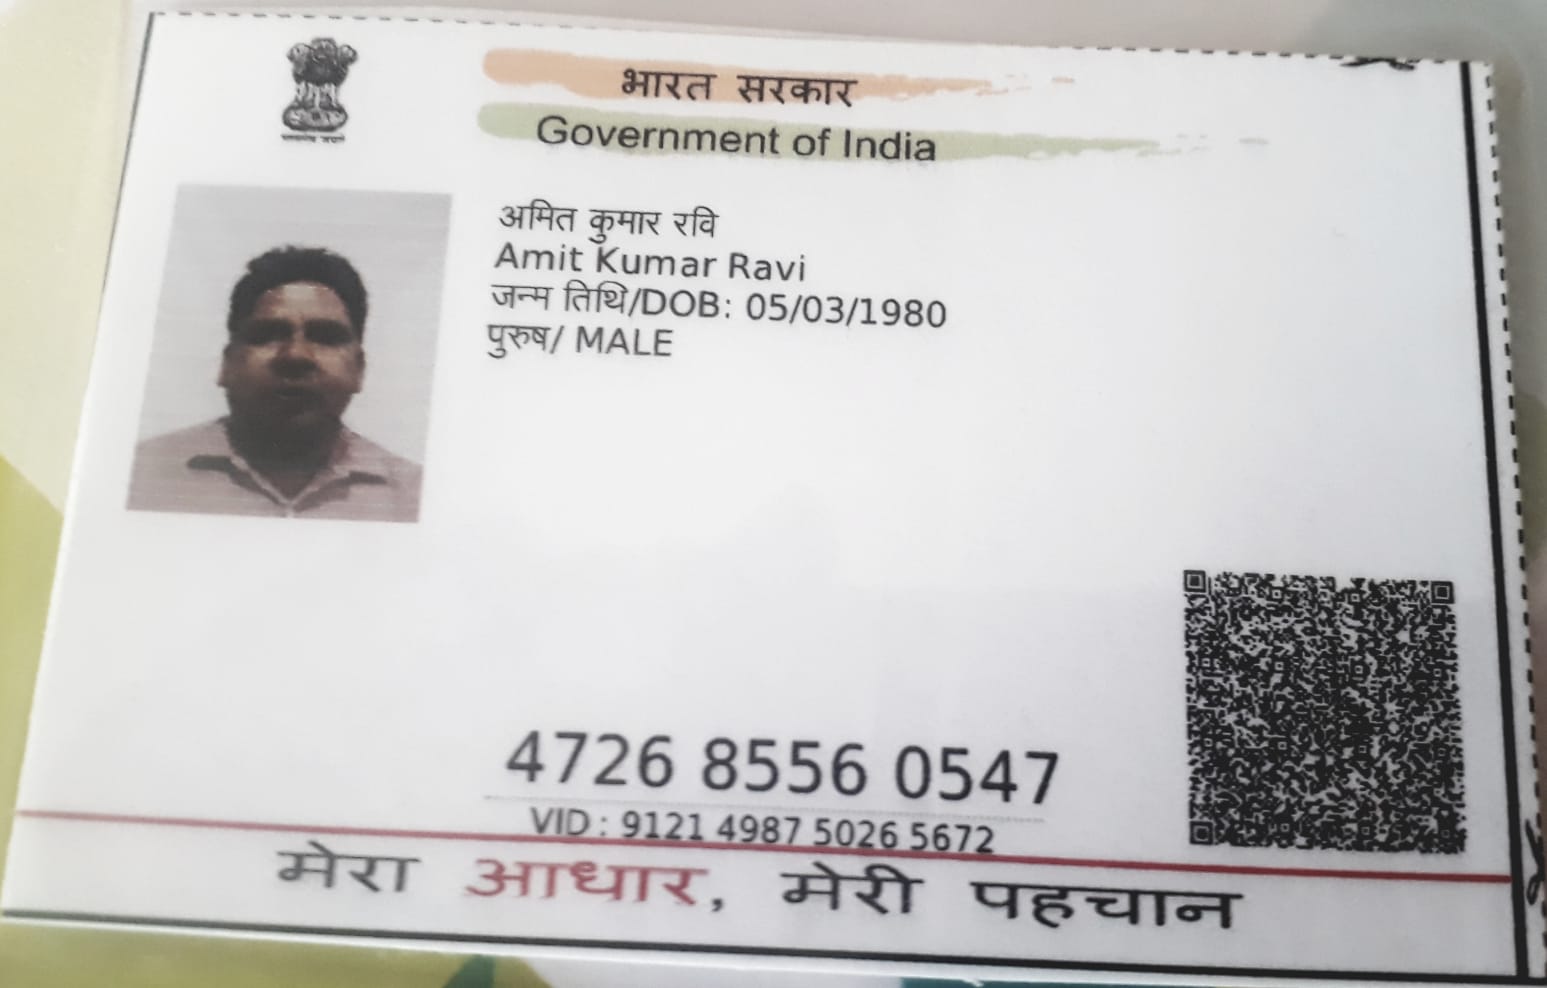 भारत सरकार
Government of India
अमित कुमार रवि
Amit Kumar Ravi
जन्म तिथि/DOB: 05/03/1980
पुरुष/ MALE
4726 8556 0547
VID : 9121 4987 5026 5672
मेरा आधार, मेरी पहचान